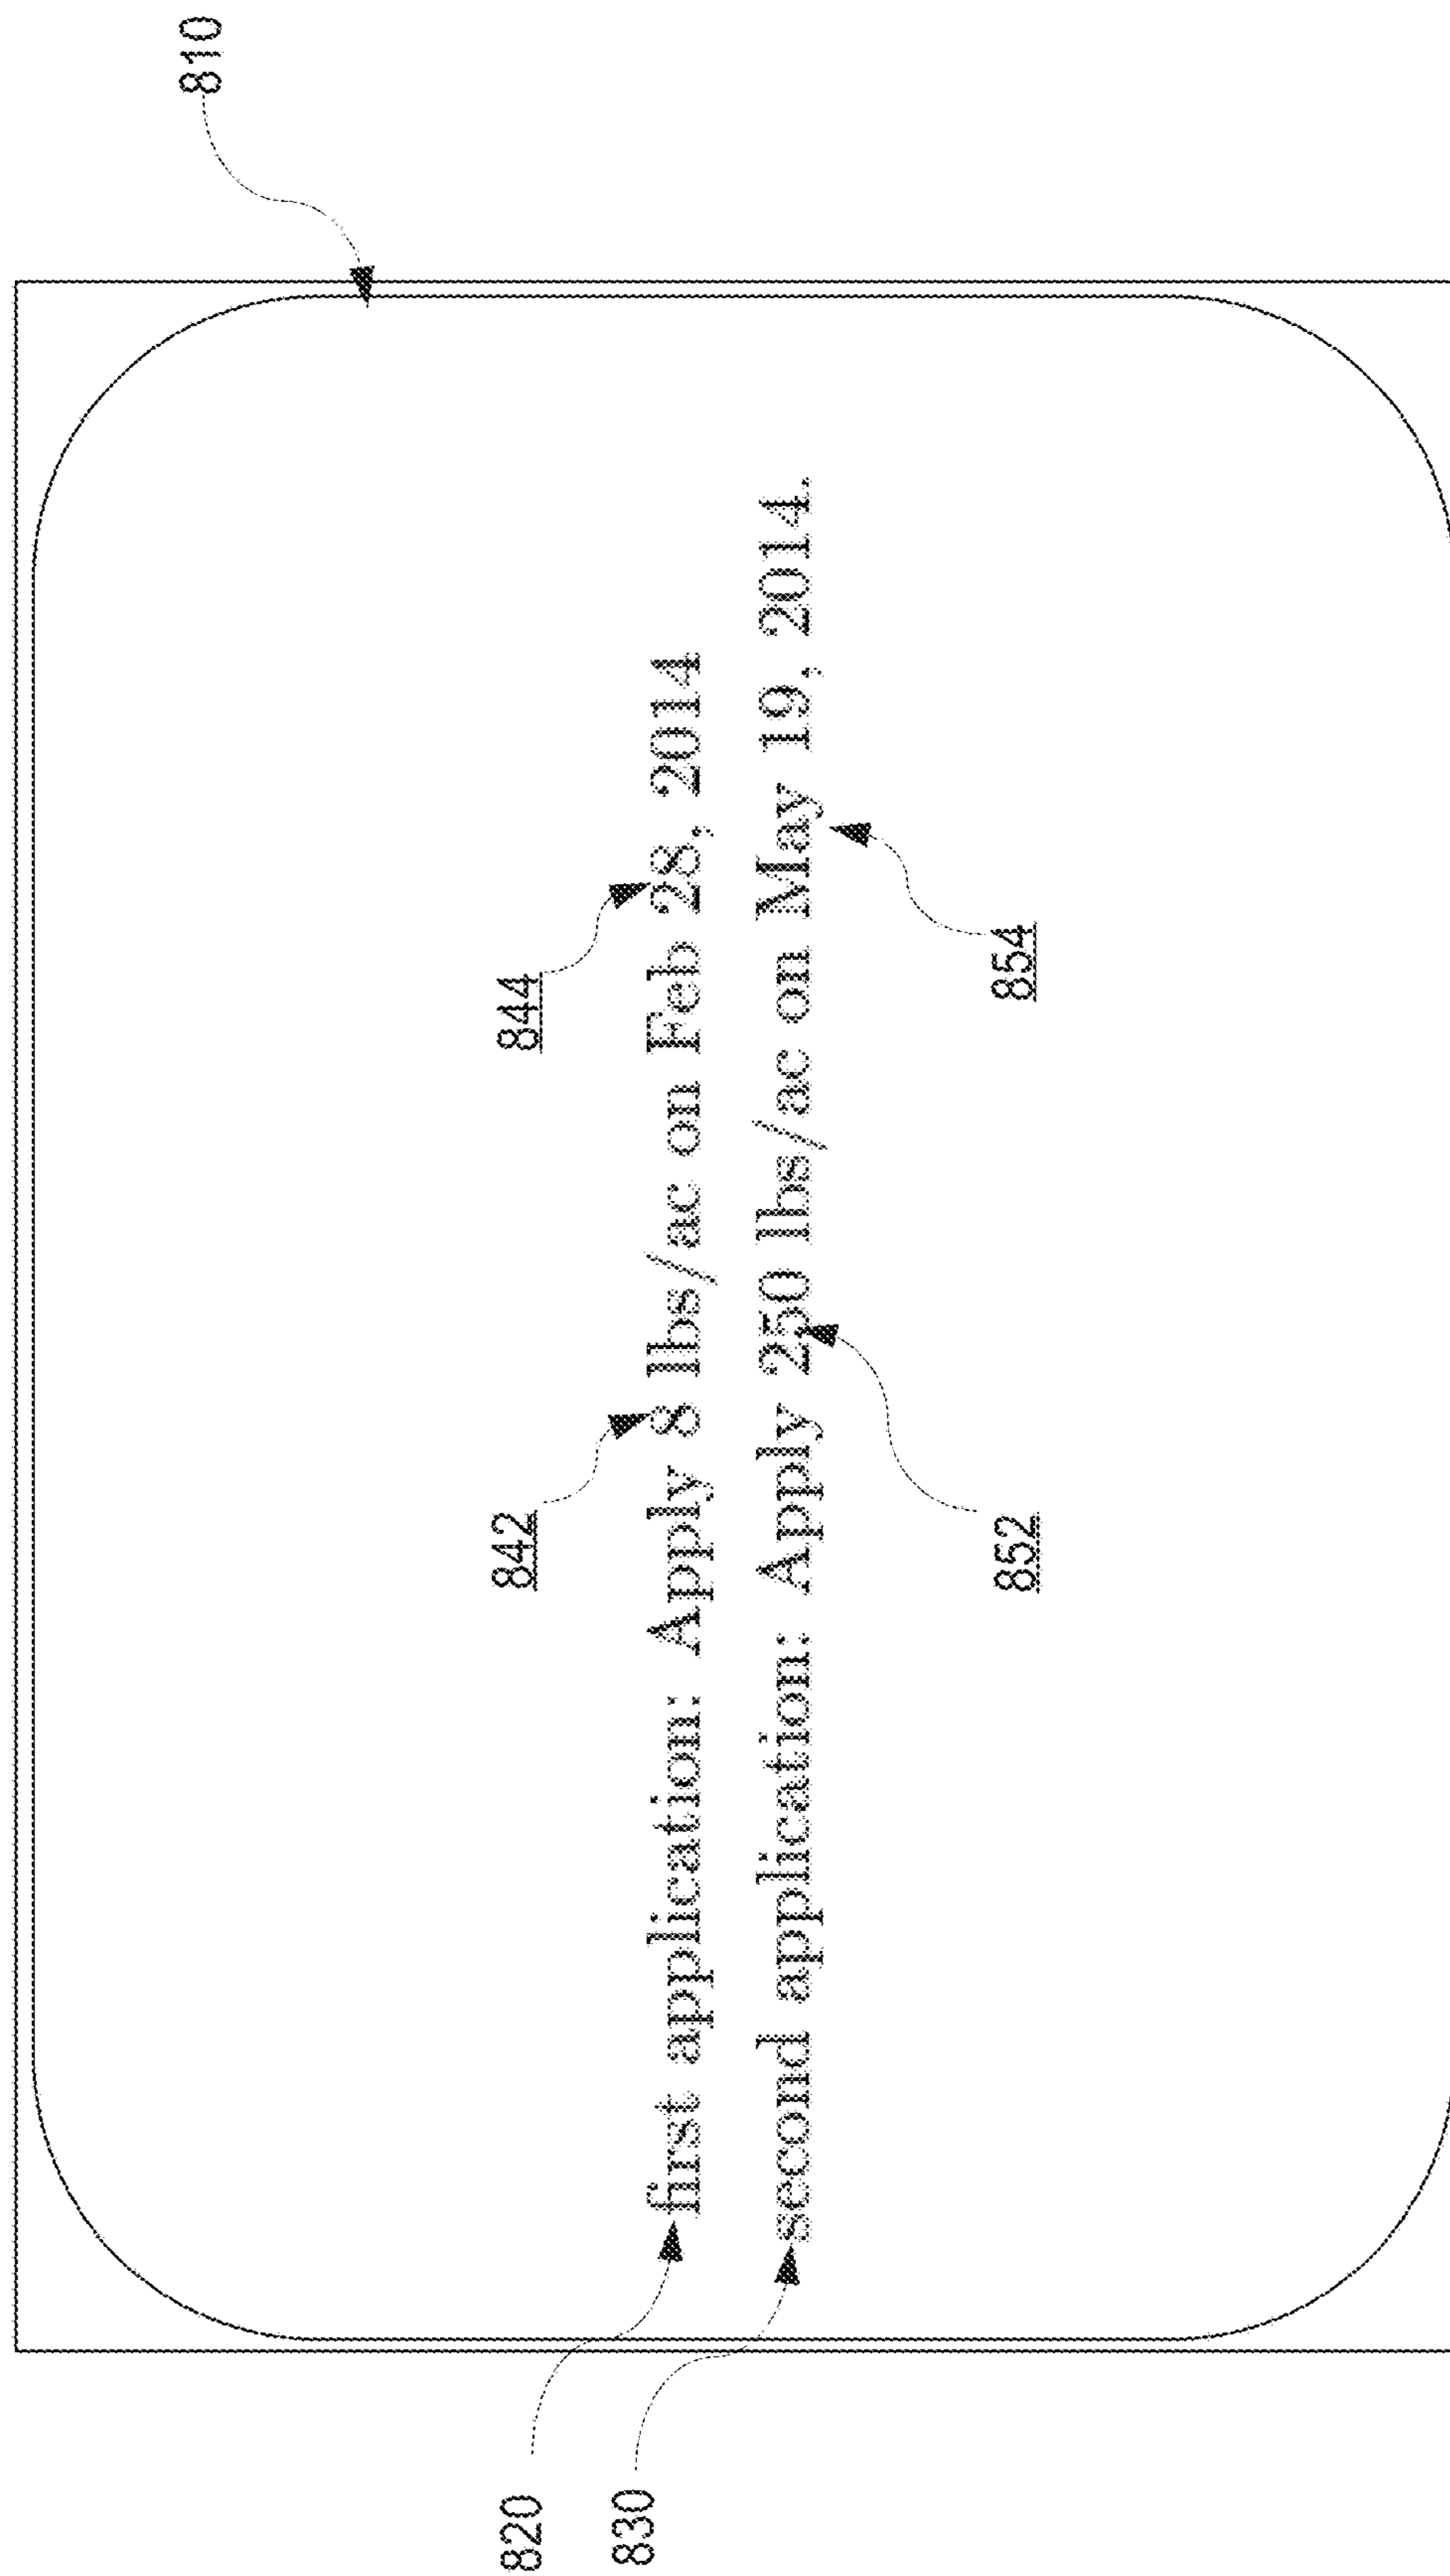 810
844
842
820 first application: Apply 8 lbs/ac on Feb 28, 2014
830 second application: Apply 250 lbs/ac on May 19, 2014.
854
852